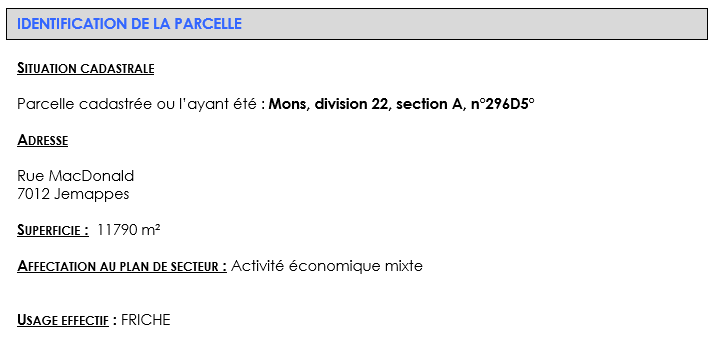 IDENTIFICATION DE LA PARCELLE
SITUATION CADASTRALE
Parcelle cadastrée ou l'ayant été : Mons, division 22, section A, n°296D5°
ADRESSE
Rue MacDonald
7012 Jemappes
SUPERFICIE : 11790 m²
AFFECTATION AU PLAN DE SECTEUR : Activité économique mixte
USAGE EFFECTIF : FRICHE